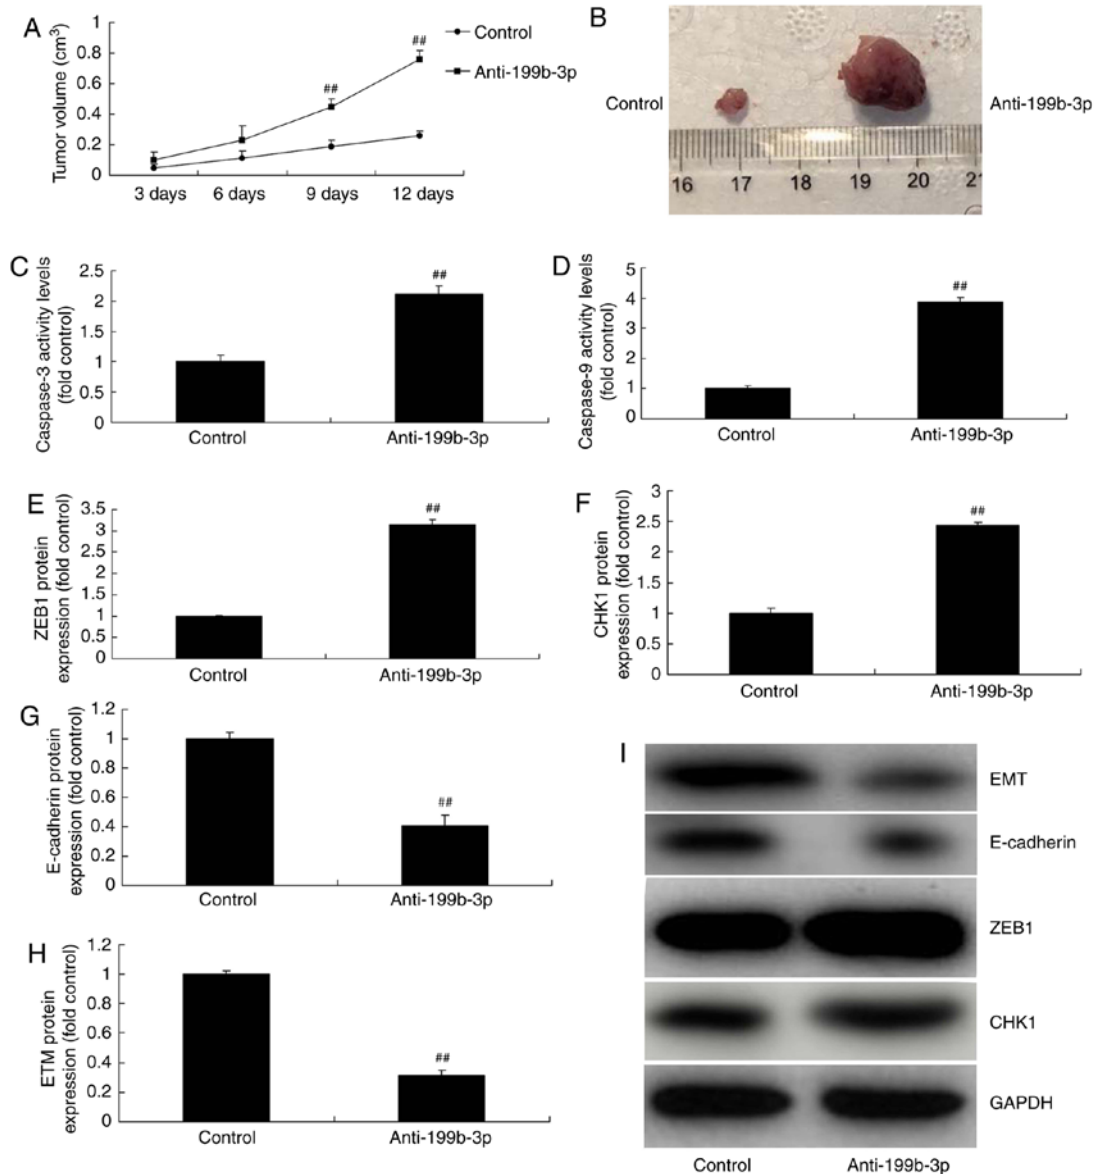 A
Tumor volume (cm³)
1
0.8
0.6
0.4
0.2
0
3 days 6 days 9 days 12 days
##
##
Control
Anti-199b-3p
B
Control
Anti-199b-3p
16 17 18 19 20 21
C
Caspase-3 activity levels
(fold control)
2.5
2
1.5
1
0.5
0
##
Control Anti-199b-3p
D
Caspase-9 activity levels
(fold control)
5
4
3
2
1
0
##
Control Anti-199b-3p
E
ZEB1 protein
expression (fold control)
3.5
3
2.5
2
1.5
1
0.5
0
##
Control Anti-199b-3p
F
CHK1 protein
expression (fold control)
3
2.5
2
1.5
1
0.5
0
##
Control Anti-199b-3p
G
E-cadherin protein
expression (fold control)
1.2
1
0.8
0.6
0.4
0.2
0
##
Control Anti-199b-3p
H
ETM protein
expression (fold control)
1.2
1
0.8
0.6
0.4
0.2
0
##
Control Anti-199b-3p
I
EMT
E-cadherin
ZEB1
CHK1
GAPDH
Control Anti-199b-3p